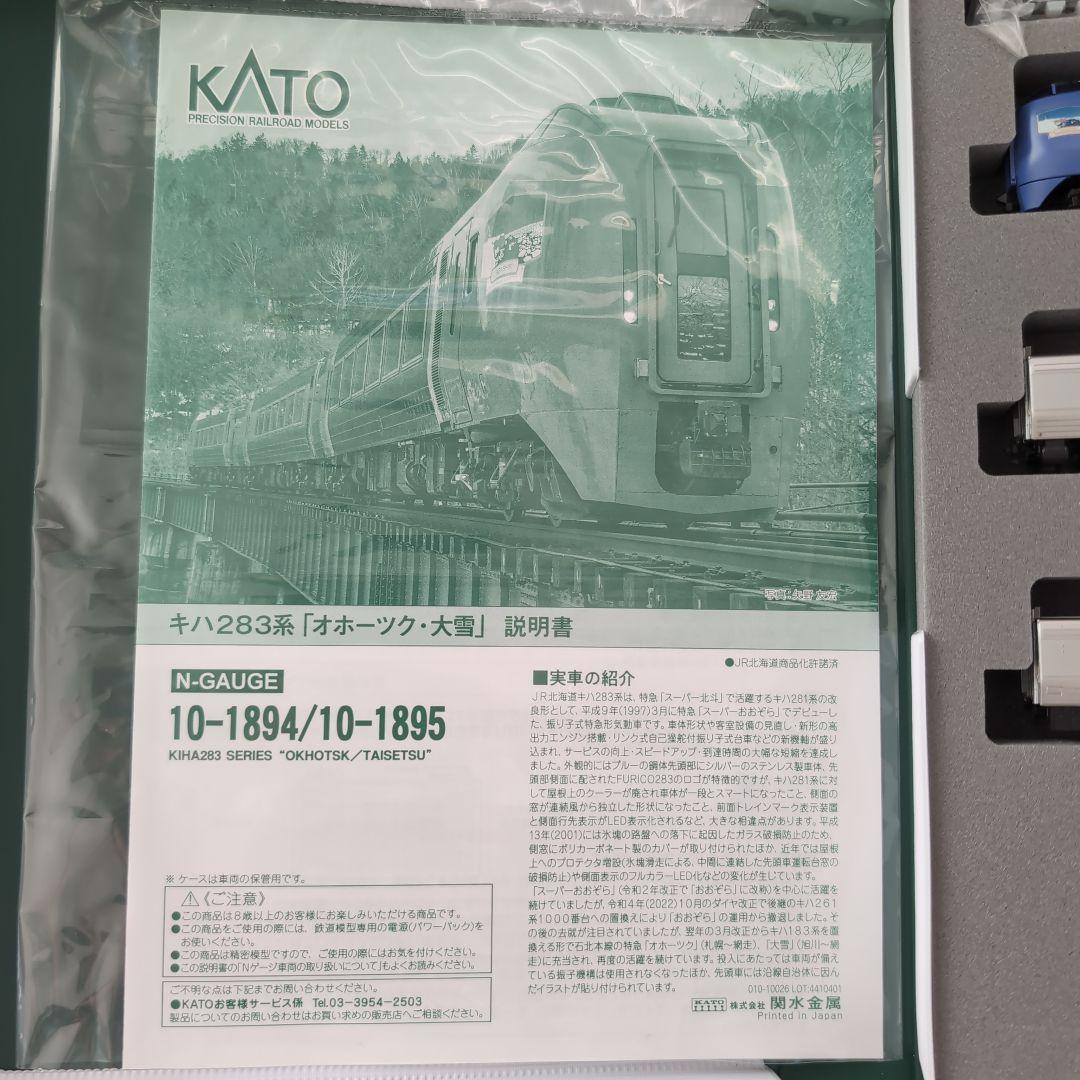 KATO
PRECISION RAILROAD MODELS
写真:矢野 友宏
キハ283系「オホーツク・大雪」 説明書
●JR北海道商品化許諾済
N-GAUGE
10-1894/10-1895
KIHA283 SERIES “OKHOTSK/TAISETSU”
※ ケースは車両の保管用です。
⚠《ご注意》
●この商品は8歳以上のお客様にお楽しみいただける商品です。
●この商品をご使用の際には、鉄道模型専用の電源(パワーパック)を
お使いください。
●この商品は精密模型ですので、ご使用の際にはお気を付けください。
●この説明書の「Nゲージ車両の取り扱いについて」もよくお読みください。
ご不明な点は下記までお問い合わせください。
●KATOお客様サービス係 Tel.03-3954-2503
製品についてのお問い合わせはお買い求めの販売店へご相談ください。
■実車の紹介
JR北海道キハ283系は、特急「スーパー北斗」で活躍するキハ281系の改
良形として、平成9年(1997)3月に特急「スーパーおおぞら」でデビューし
た、振り子式特急形気動車です。車体形状や客室設備の見直し・新形の高
出力エンジン搭載・リンク式自己操舵付振り子式台車などの新機軸が盛り
込まれ、サービスの向上・スピードアップ・到達時間の大幅な短縮を達成し
ました。外観的にはブルーの鋼体先頭部にシルバーのステンレス製車体、先
頭部側面に配されたFURICO283のロゴが特徴的ですが、キハ281系に対
して屋根上のクーラーが廃され車体が一段とスマートになったこと、側面の
窓が連続風から独立した形状になったこと、前面トレインマーク表示装置
と側面行先表示がLED表示化されるなど、大きな相違点があります。平成
13年(2001)には氷塊の路盤への落下に起因したガラス破損防止のため、
側窓にポリカーボネート製のカバーが取り付けられたほか、近年では屋根
上へのプロテクタ増設(氷塊滑走による、中間に連結した先頭車運転台窓の
破損防止)や側面表示のフルカラーLED化などの変化が生じています。
「スーパーおおぞら」(令和2年改正で「おおぞら」に改称)を中心に活躍を
続けていましたが、令和4年(2022)10月のダイヤ改正で後継のキハ261
系1000番台への置換えにより「おおぞら」の運用から撤退しました。そ
の後の去就が注目されていましたが、翌年の3月改正からキハ183系を置
換える形で石北本線の特急「オホーツク」(札幌~網走)、「大雪」(旭川~網
走)に充当され、再度の活躍を続けています。投入にあたっては車両が備え
ている振子機構は使用されなくなったほか、先頭車には沿線自治体に因ん
だイラストが貼り付けられています。
010-10026 LOT:4410401
KATO 株式会社 関水金属
Printed in Japan